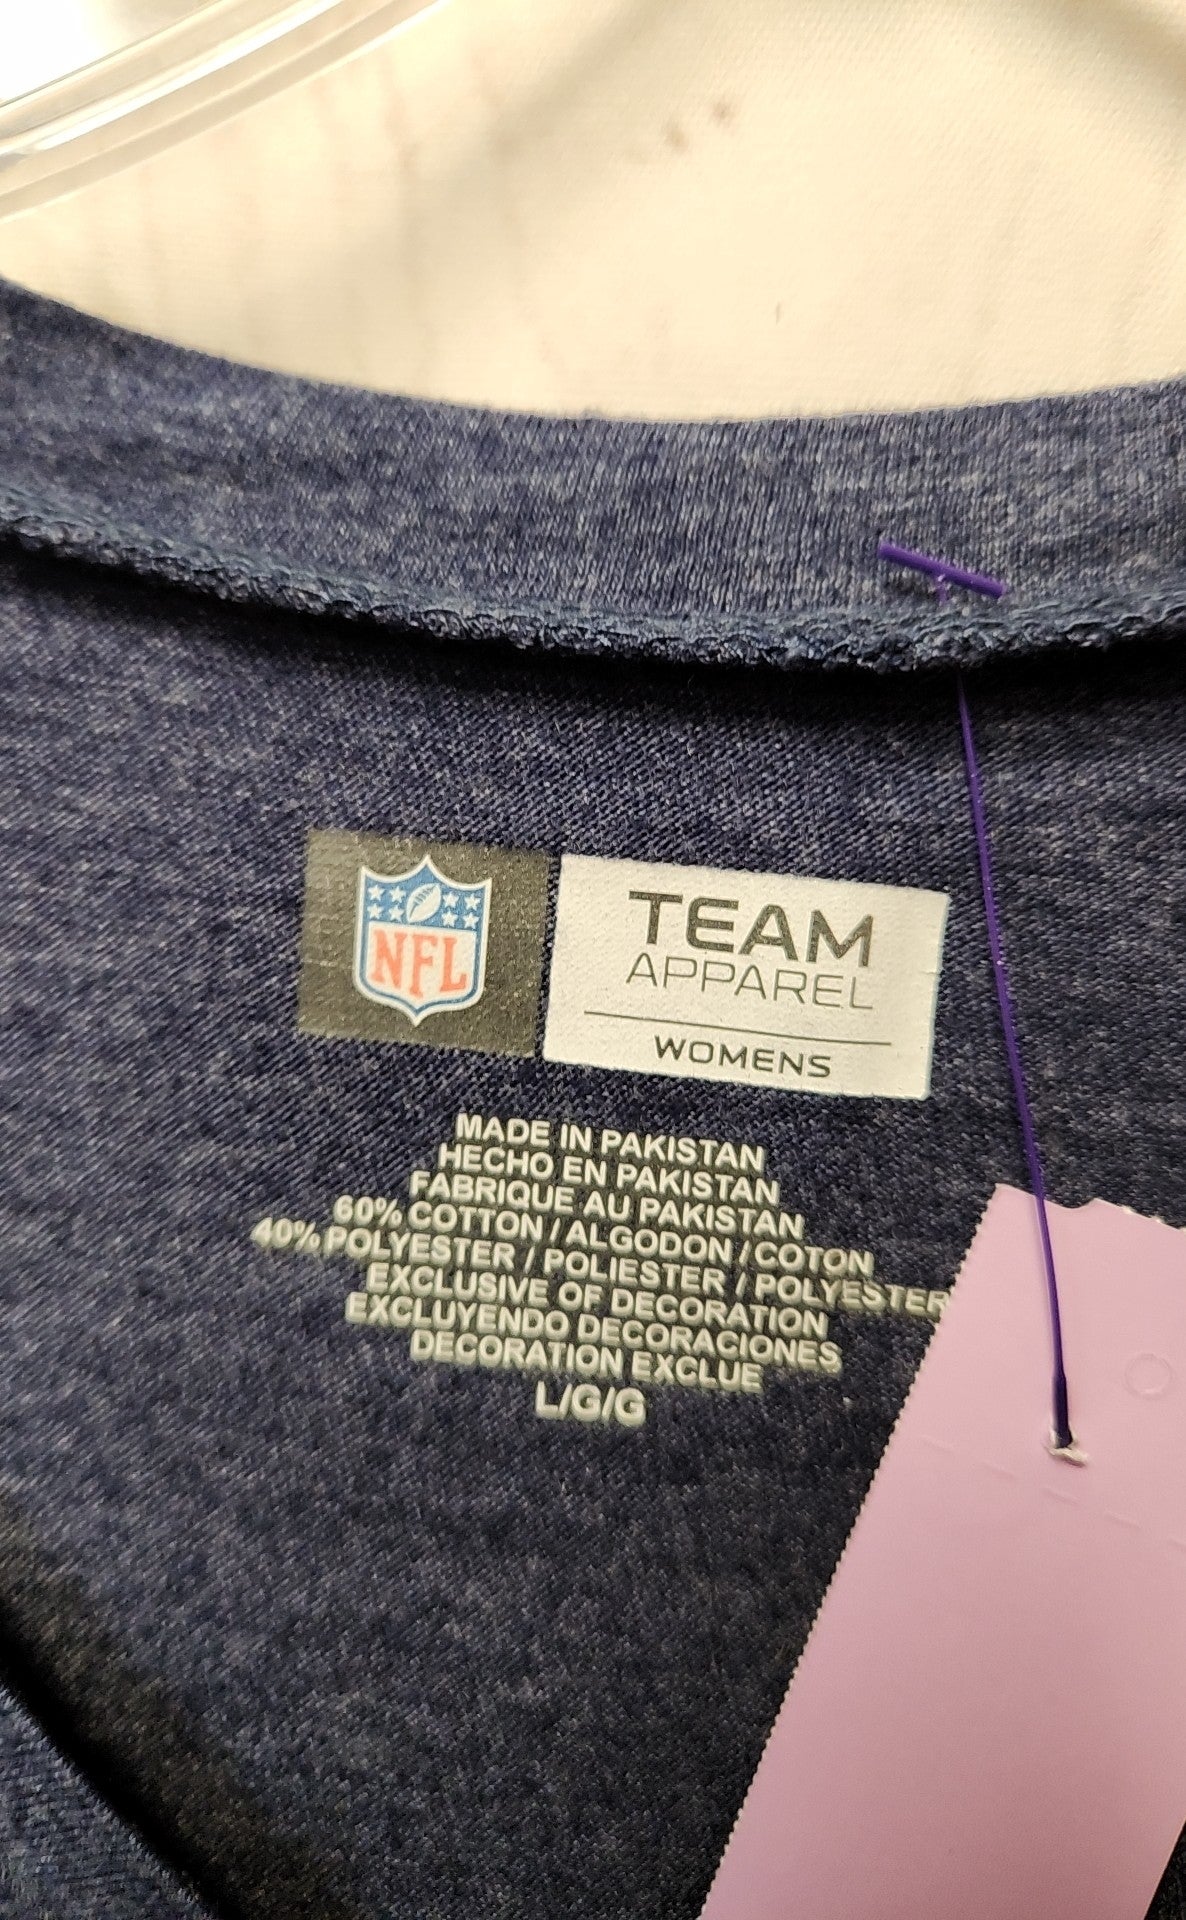 NFL
TEAM
APPAREL
WOMENS
MADE IN PAKISTAN
HECHO EN PAKISTAN
FABRIQUE AU PAKISTAN
60% COTTON / ALGODON / COTON
40% POLYESTER / POLIESTER / POLYESTER
EXCLUSIVE OF DECORATION
EXCLUYENDO DECORACIONES
DECORATION EXCLUE
L/G/G